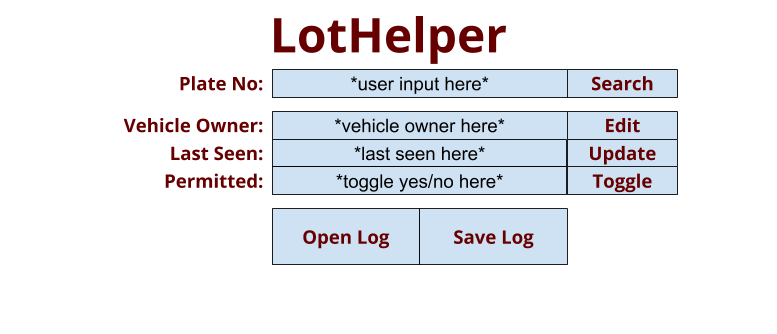 LotHelper
Plate No: *user input here* Search
Vehicle Owner: *vehicle owner here* Edit
Last Seen: *last seen here* Update
Permitted: *toggle yes/no here* Toggle
Open Log Save Log